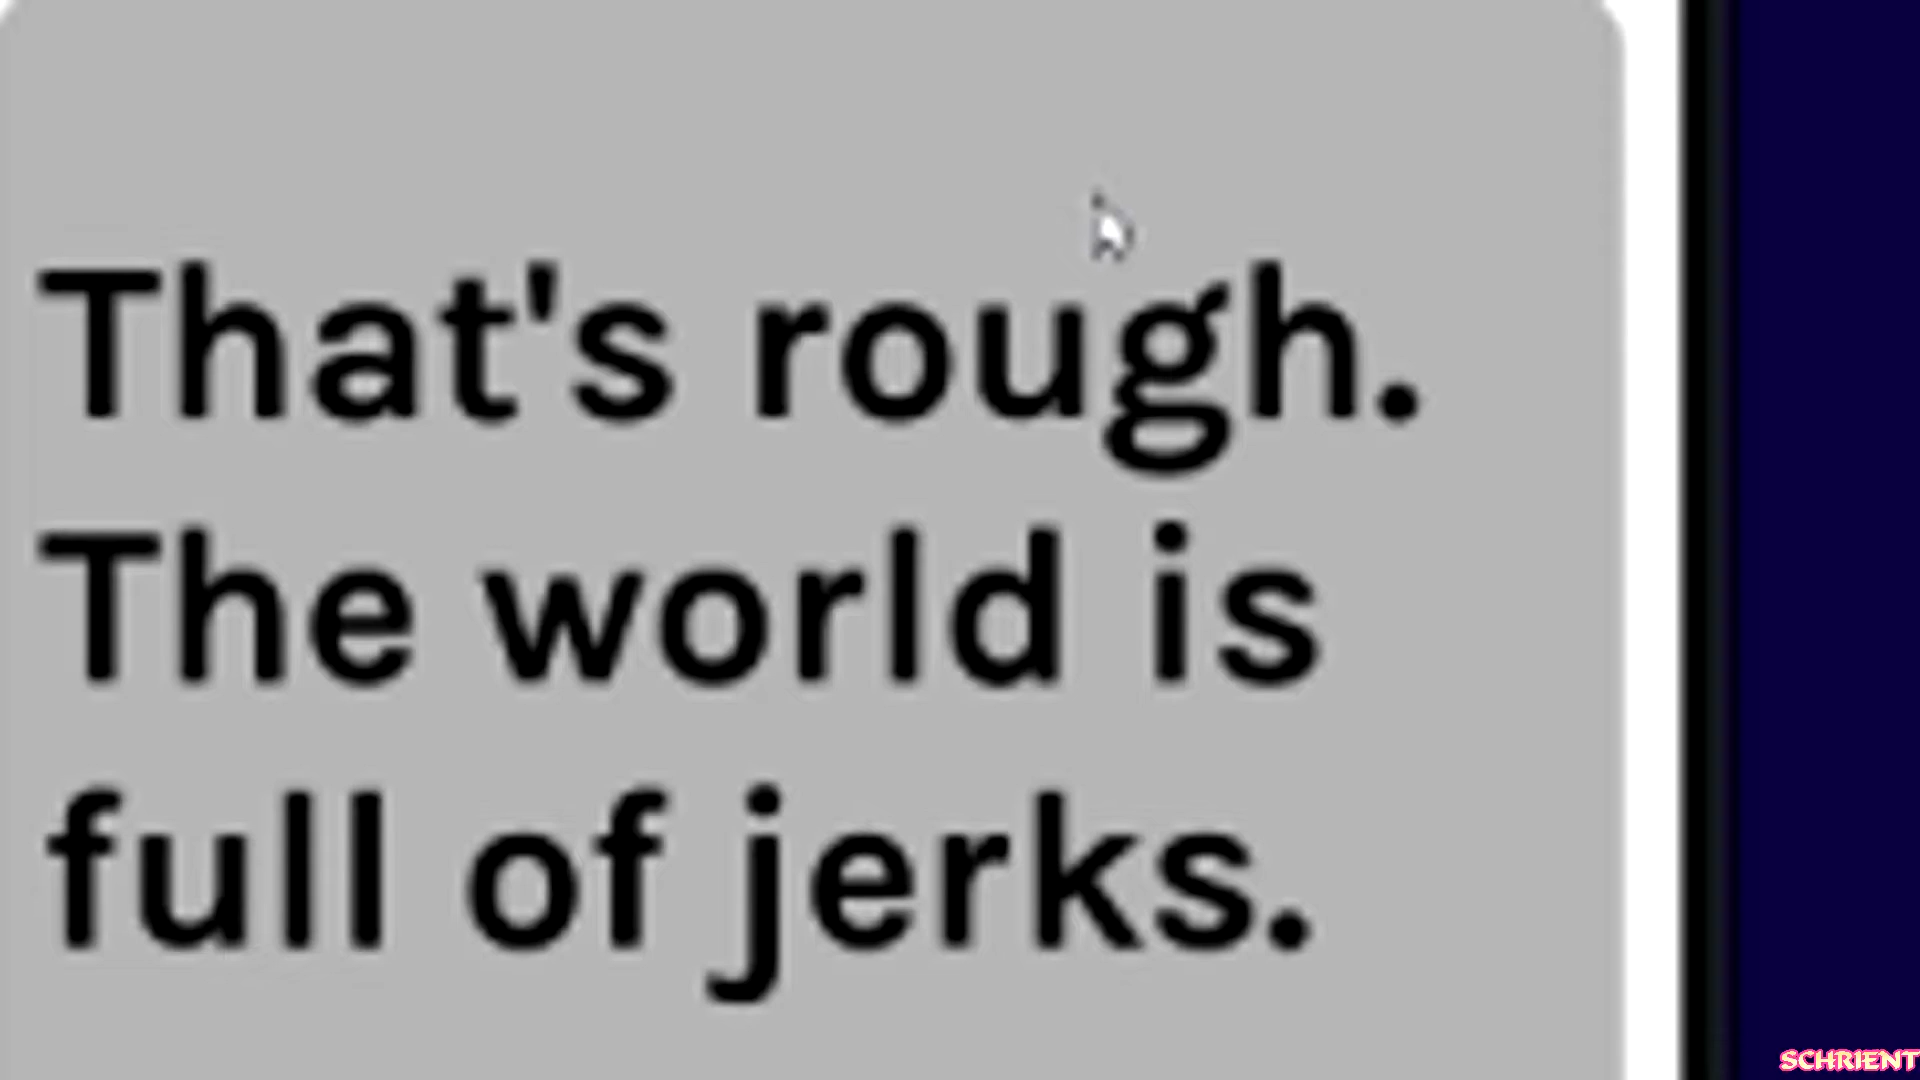 That's rough.
The world is
full of jerks.
SCHRIENT